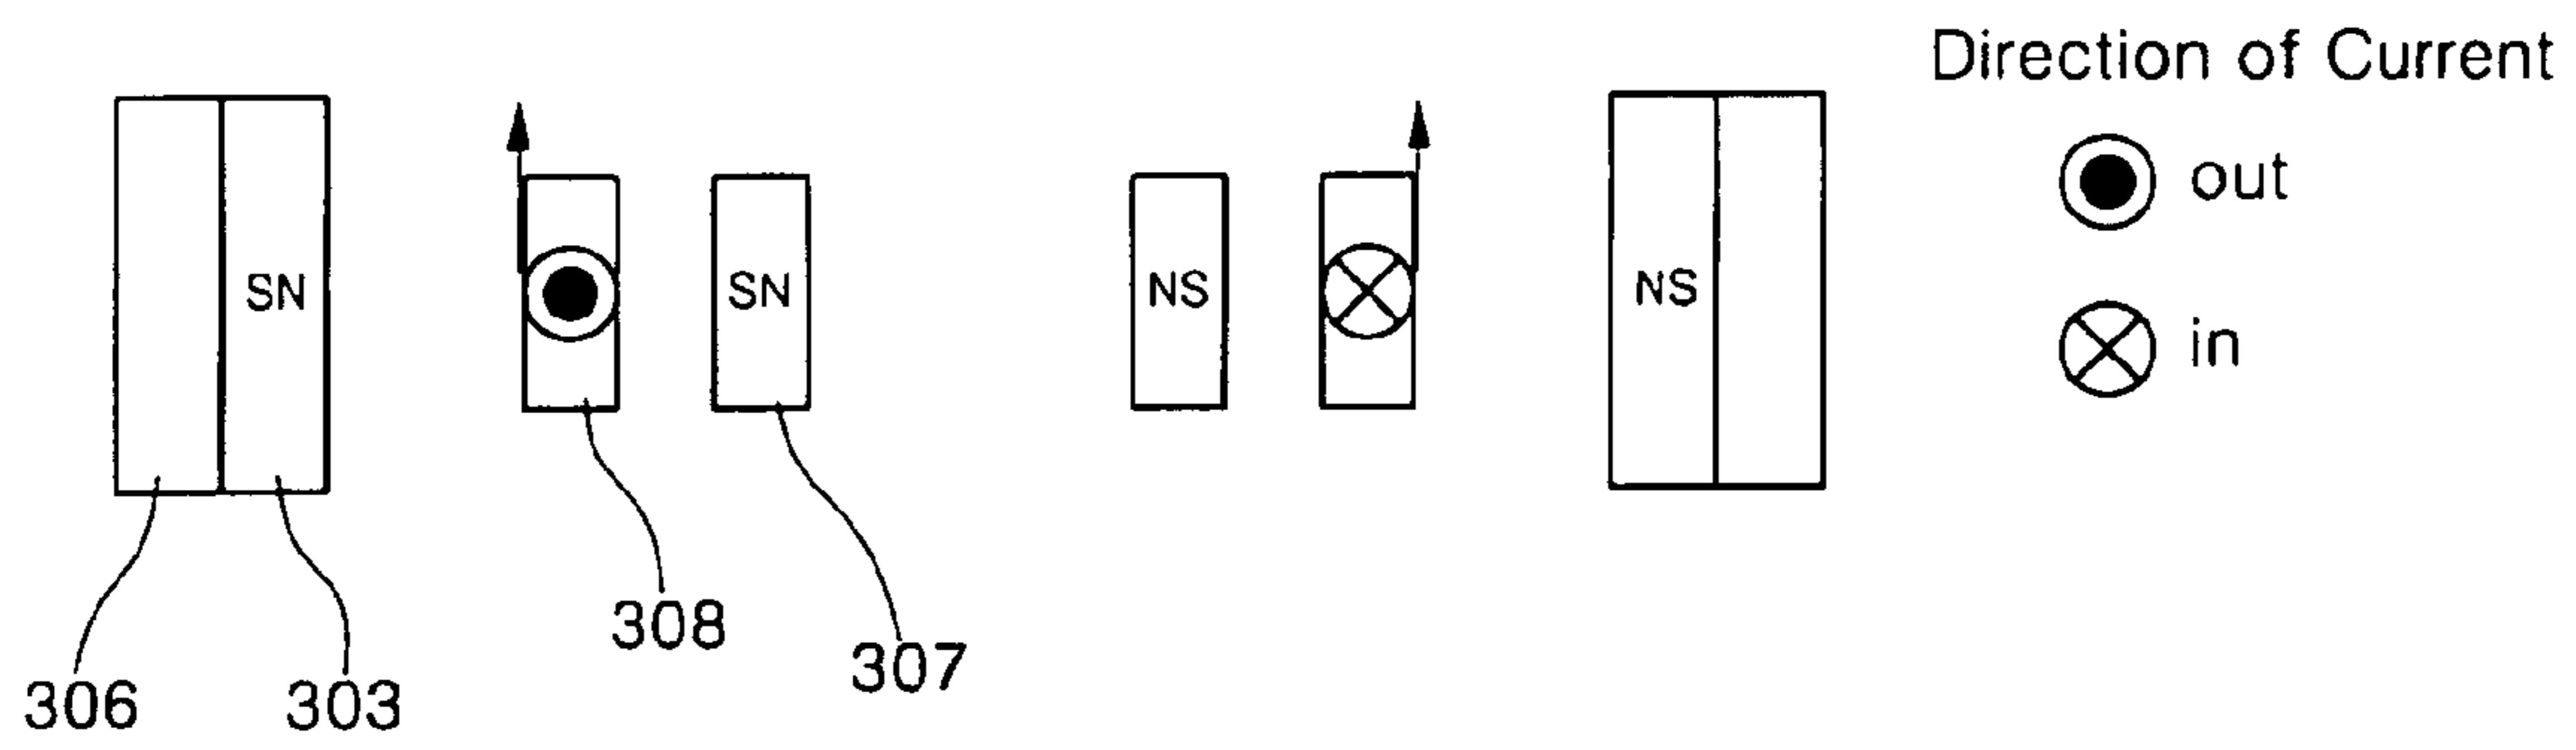 Direction of Current
out
in
SN
SN
NS
NS
308
307
306
303